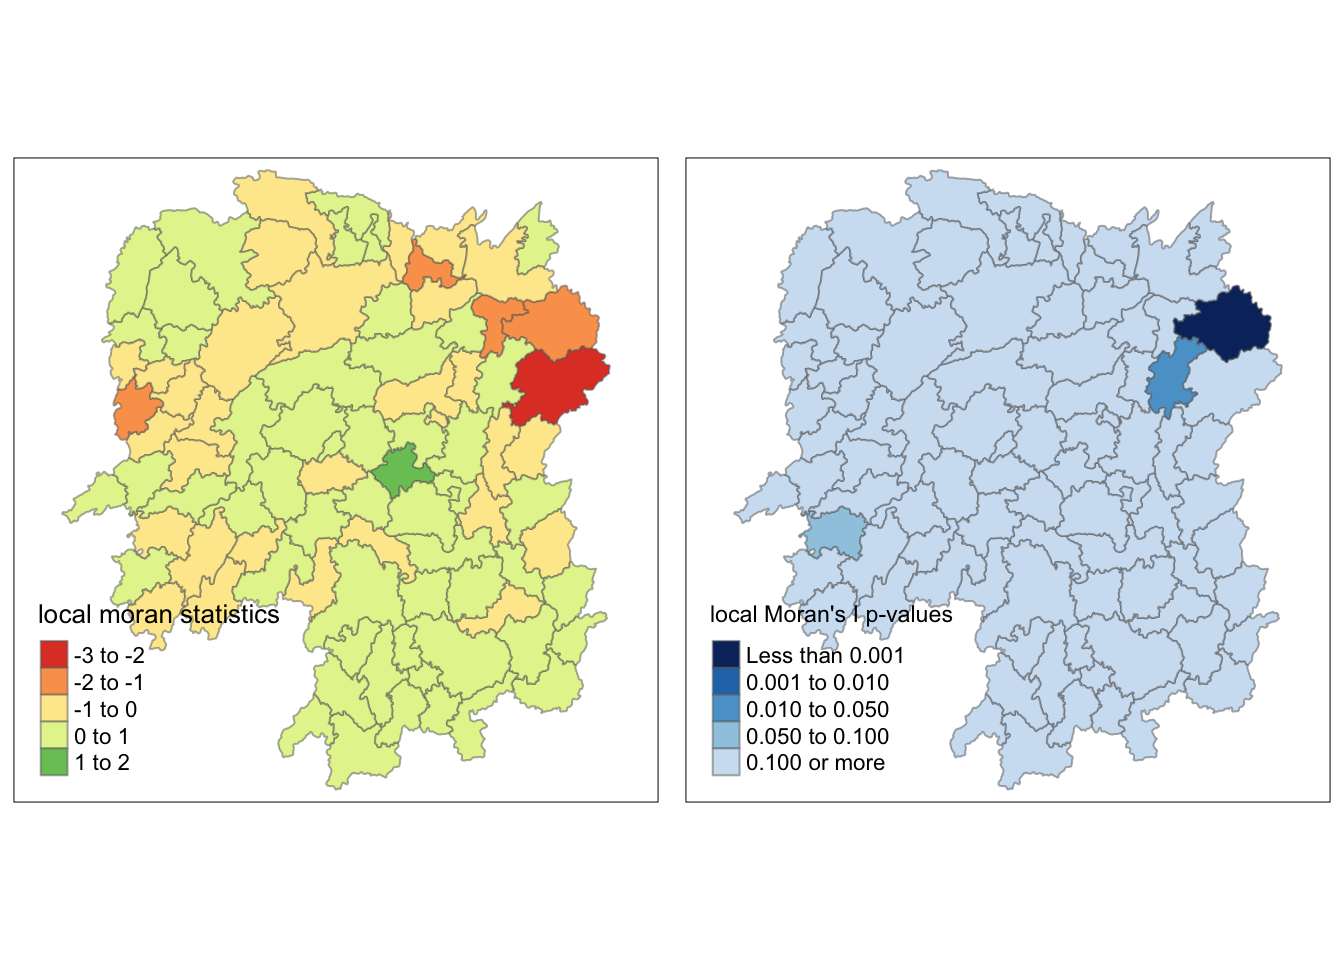 local moran statistics
-3 to -2
-2 to -1
-1 to 0
0 to 1
1 to 2
local Moran's I p-values
Less than 0.001
0.001 to 0.010
0.010 to 0.050
0.050 to 0.100
0.100 or more